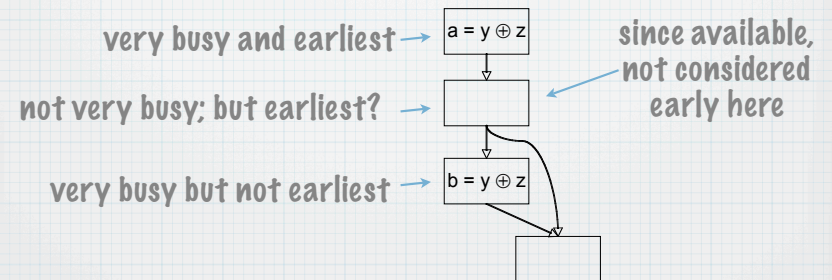 very busy and earliest
a = y ⊕ z
since available,
not considered
early here
not very busy; but earliest?
very busy but not earliest
b = y ⊕ z